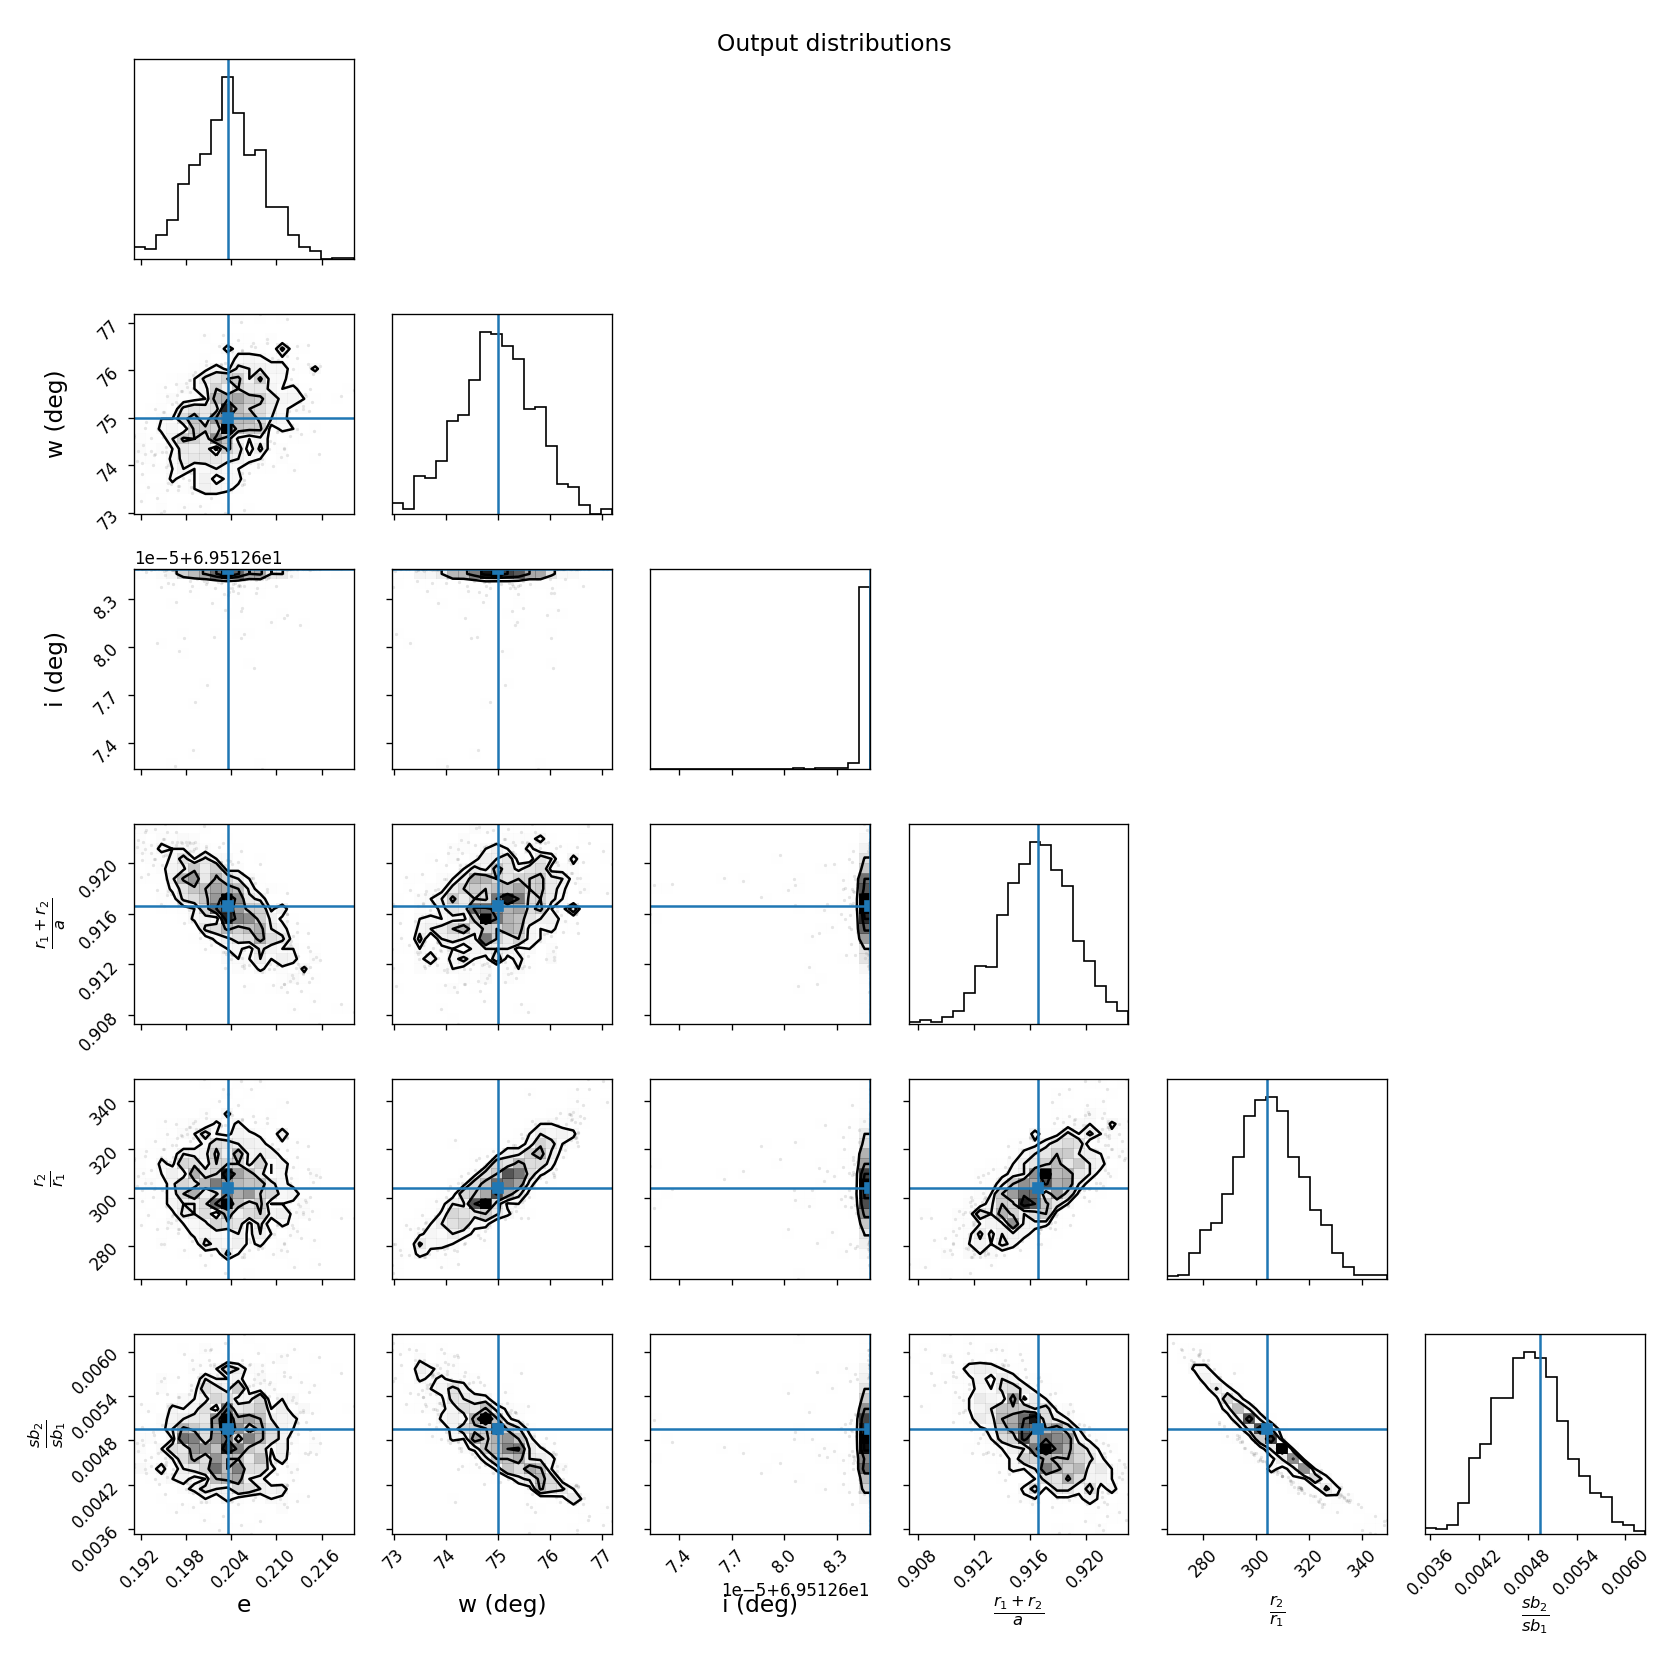 Output distributions
w (deg)
77
76
75
74
73
1e−5+6.95126e1
i (deg)
8.3
8.0
7.7
7.4
r₁ + r₂
a
0.920
0.916
0.912
0.908
r₂
r₁
340
320
300
280
sb₂
sb₁
0.0060
0.0054
0.0048
0.0042
0.0036
0.192 0.198 0.204 0.210 0.216
73 74 75 76 77
7.4 7.7 8.0 8.3
0.908 0.912 0.916 0.920
280 300 320 340
0.0036 0.0042 0.0048 0.0054 0.0060
1e−5+6.95126e1
e
w (deg)
i (deg)
r₁ + r₂
a
r₂
r₁
sb₂
sb₁